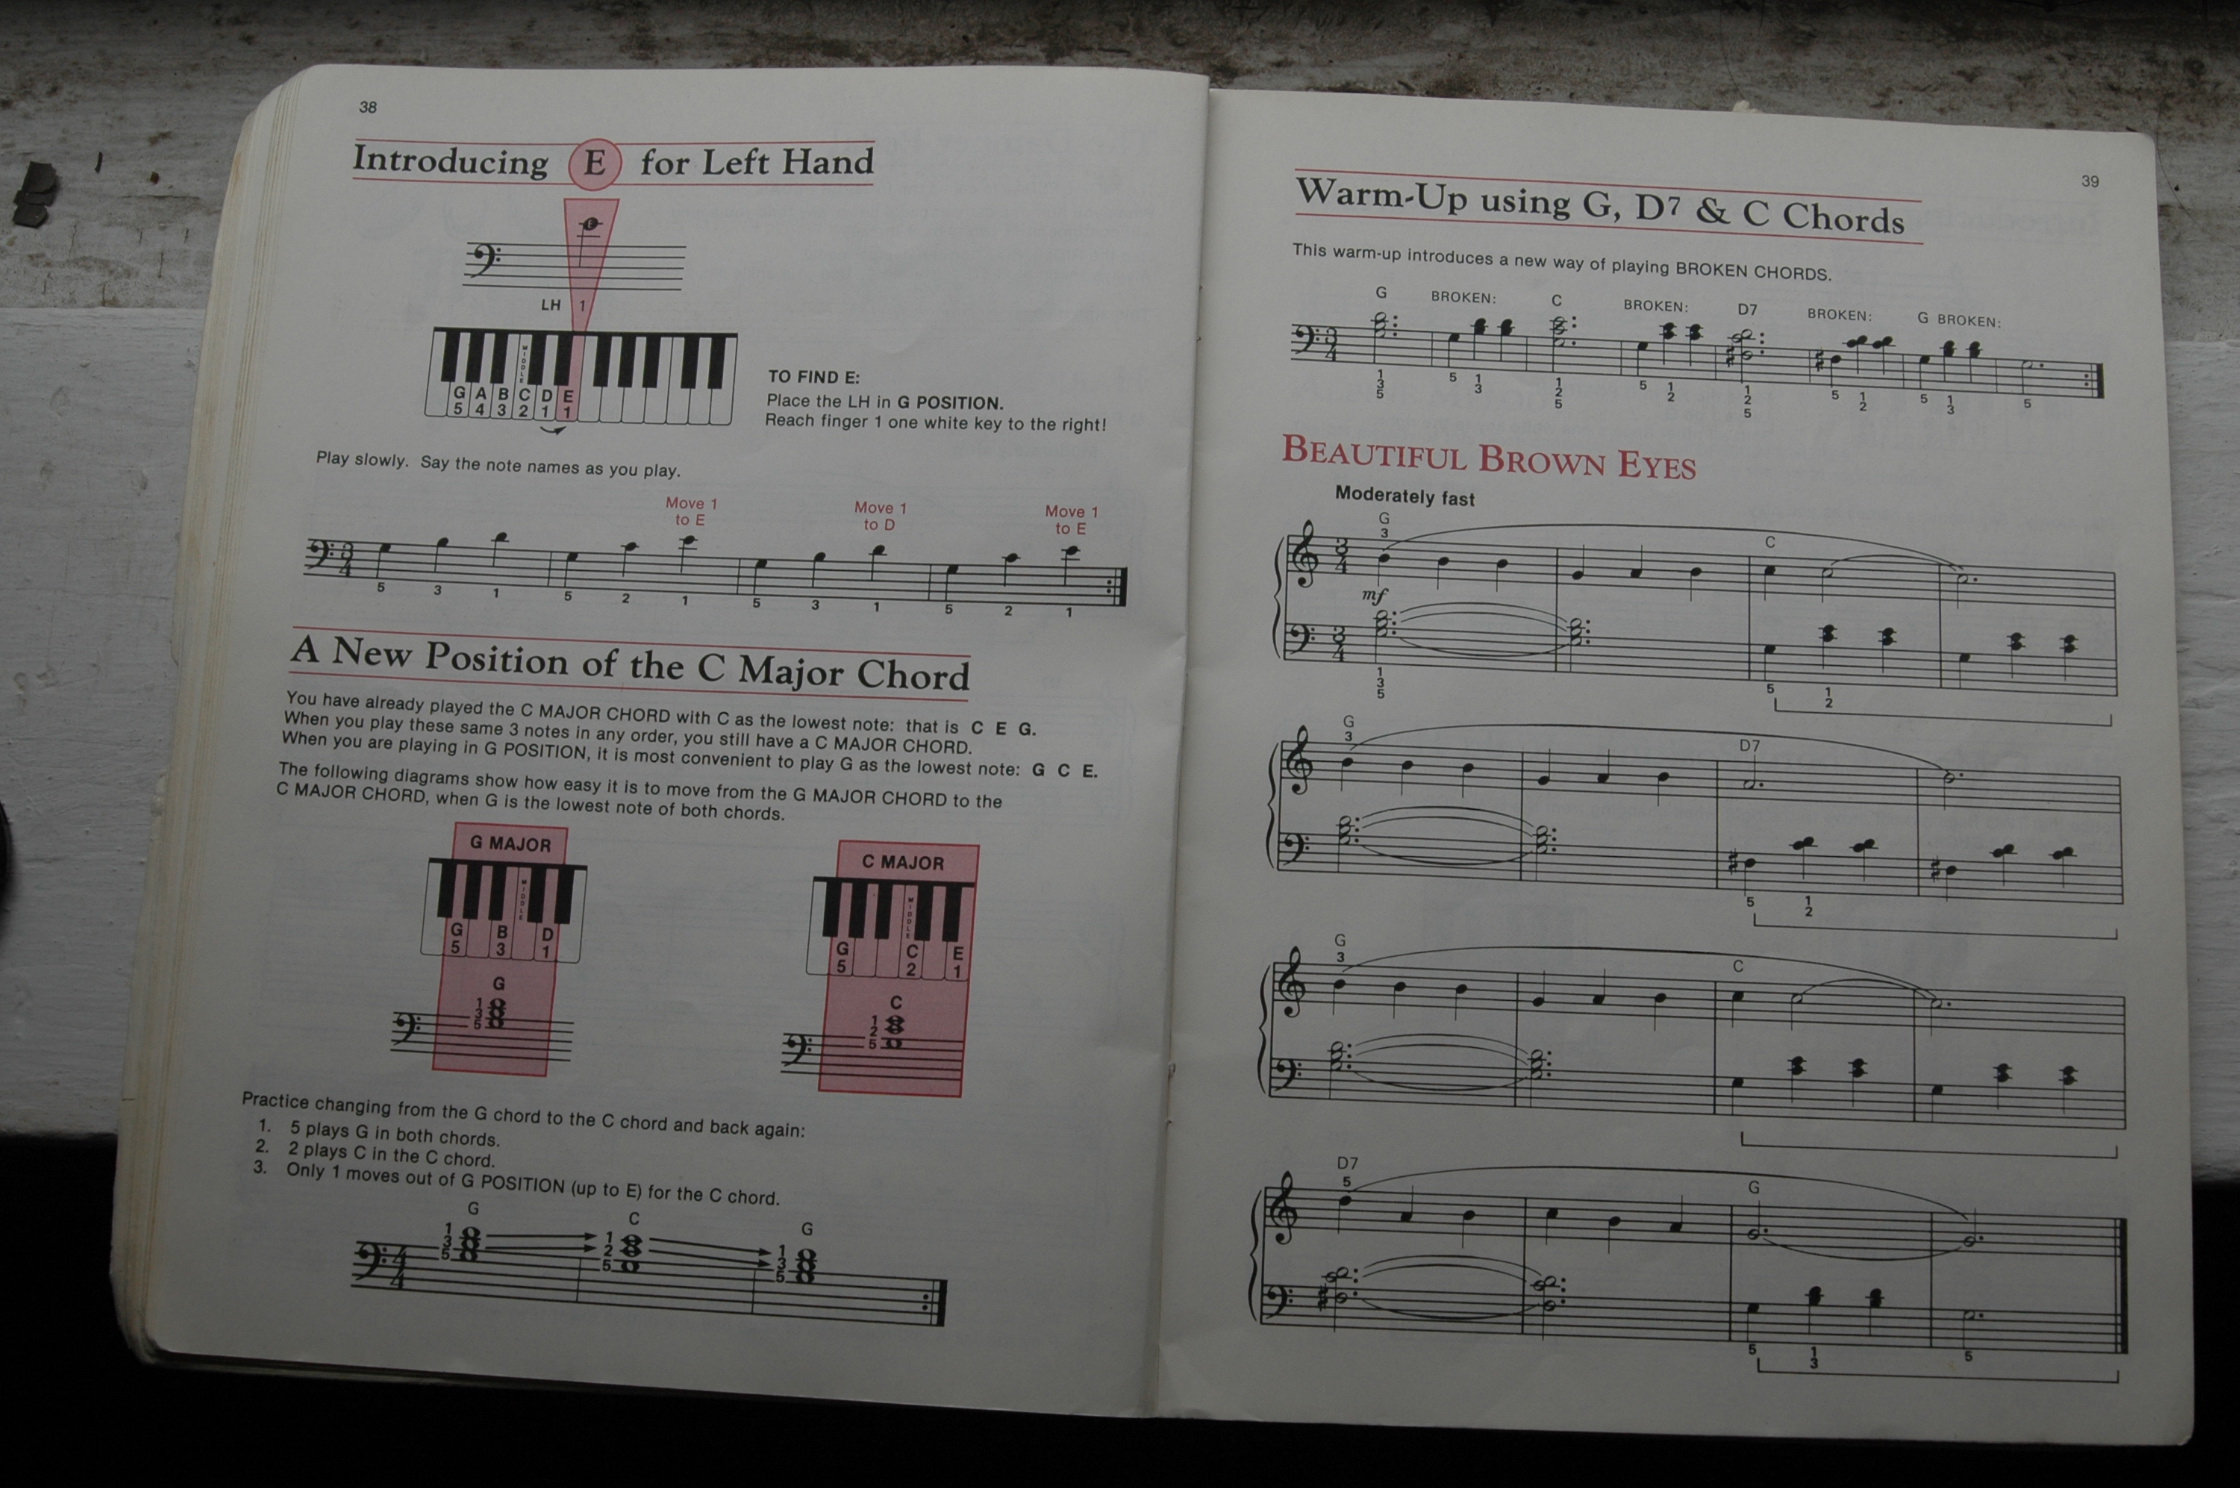 38
Introducing E for Left Hand
E
LH 1
MIDDLE
G A B C D E
5 4 3 2 1 1
TO FIND E:
Place the LH in G POSITION.
Reach finger 1 one white key to the right!
Play slowly. Say the note names as you play.
Move 1 to E
Move 1 to D
Move 1 to E
3 4
5 3 1 5 2 1 5 3 1 5 2 1
A New Position of the C Major Chord
You have already played the C MAJOR CHORD with C as the lowest note: that is C E G.
When you play these same 3 notes in any order, you still have a C MAJOR CHORD.
When you are playing in G POSITION, it is most convenient to play G as the lowest note: G C E.
The following diagrams show how easy it is to move from the G MAJOR CHORD to the
C MAJOR CHORD, when G is the lowest note of both chords.
G MAJOR
MIDDLE
G B D
5 3 1
G
1
3
5
C MAJOR
MIDDLE
G C E
5 2 1
C
1
2
5
Practice changing from the G chord to the C chord and back again:
1. 5 plays G in both chords.
2. 2 plays C in the C chord.
3. Only 1 moves out of G POSITION (up to E) for the C chord.
G C G
4 4
1 3 5
1 2 5
1 3 5
39
Warm-Up using G, D7 & C Chords
This warm-up introduces a new way of playing BROKEN CHORDS.
G BROKEN: C BROKEN: D7 BROKEN: G BROKEN:
3 4
1 3 5 5 1 3 1 2 5 5 1 2 1 2 5 5 1 2 5 1 3 5
BEAUTIFUL BROWN EYES
Moderately fast
G C
3
3 4
mf
3 4
1 3 5 5 1 2
G D7
3
5 1 2
G C
3
D7 G
5
5 1 3 5